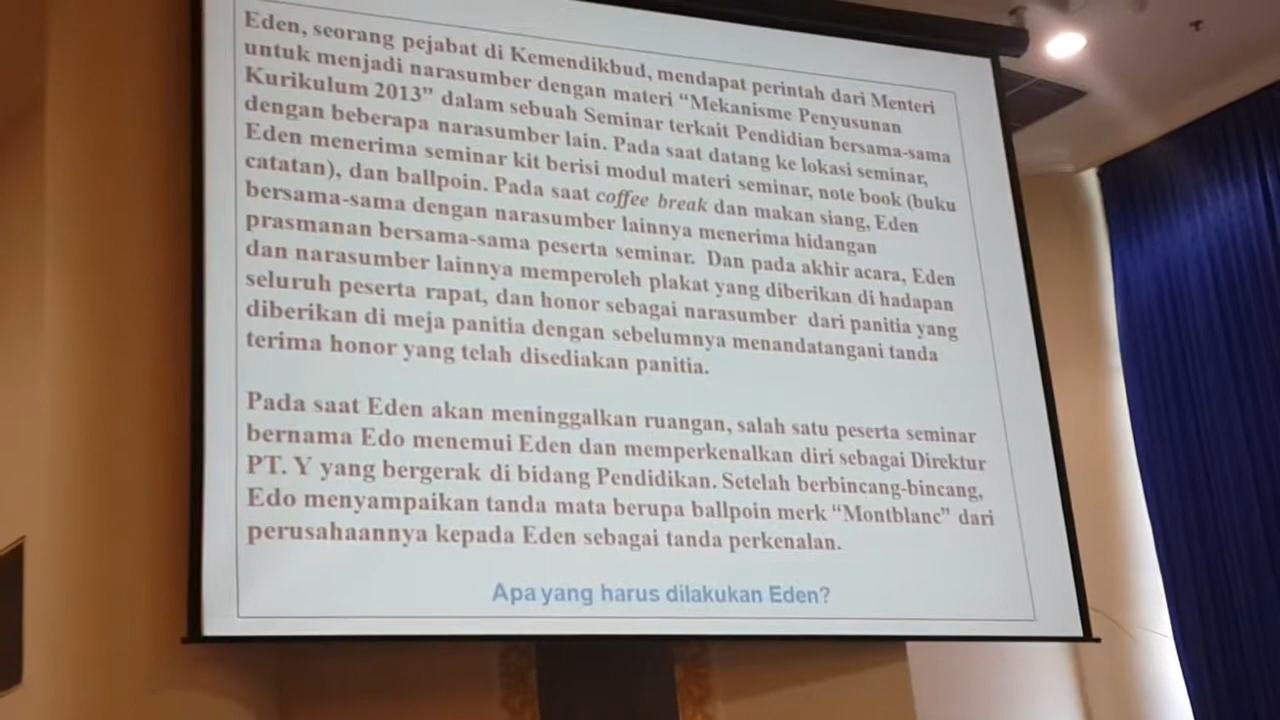 Eden, seorang pejabat di Kemendikbud, mendapat perintah dari Menteri
untuk menjadi narasumber dengan materi “Mekanisme Penyusunan
Kurikulum 2013” dalam sebuah Seminar terkait Pendidian bersama-sama
dengan beberapa narasumber lain. Pada saat datang ke lokasi seminar,
Eden menerima seminar kit berisi modul materi seminar, note book (buku
catatan), dan ballpoin. Pada saat coffee break dan makan siang, Eden
bersama-sama dengan narasumber lainnya menerima hidangan
prasmanan bersama-sama peserta seminar. Dan pada akhir acara, Eden
dan narasumber lainnya memperoleh plakat yang diberikan di hadapan
seluruh peserta rapat, dan honor sebagai narasumber dari panitia yang
diberikan di meja panitia dengan sebelumnya menandatangani tanda
terima honor yang telah disediakan panitia.
Pada saat Eden akan meninggalkan ruangan, salah satu peserta seminar
bernama Edo menemui Eden dan memperkenalkan diri sebagai Direktur
PT. Y yang bergerak di bidang Pendidikan. Setelah berbincang-bincang,
Edo menyampaikan tanda mata berupa ballpoin merk “Montblanc” dari
perusahaannya kepada Eden sebagai tanda perkenalan.
Apa yang harus dilakukan Eden?